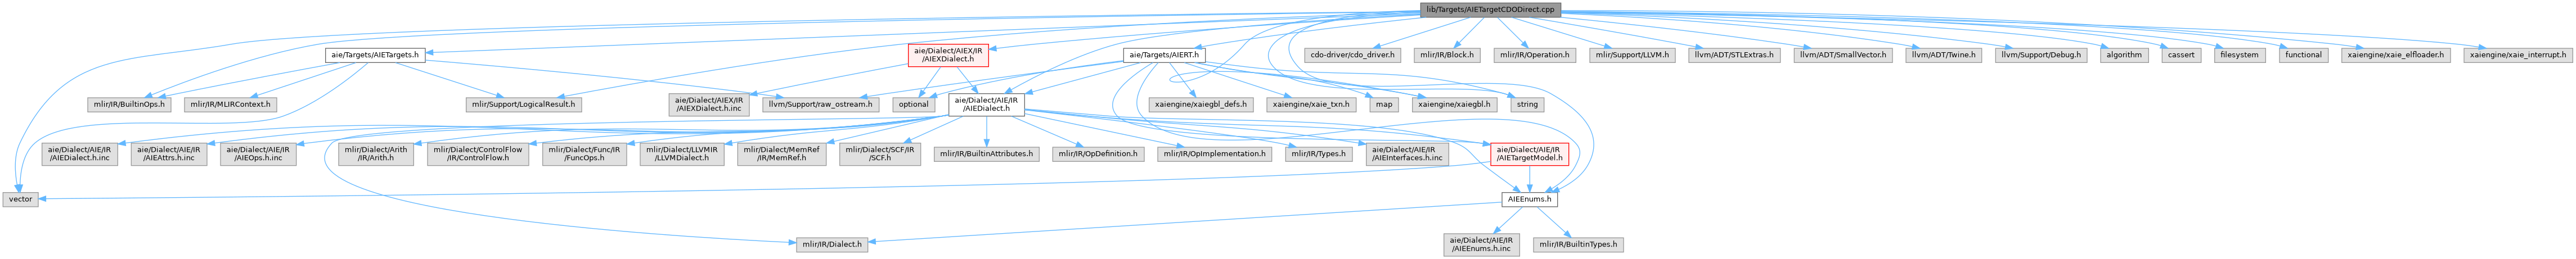 lib/Targets/AIETargetCDODirect.cpp
aie/Targets/AIETargets.h
aie/Dialect/AIEX/IR
/AIEXDialect.h
aie/Targets/AIERT.h
cdo-driver/cdo_driver.h
mlir/IR/Block.h
mlir/IR/Operation.h
mlir/Support/LLVM.h
llvm/ADT/STLExtras.h
llvm/ADT/SmallVector.h
llvm/ADT/Twine.h
llvm/Support/Debug.h
algorithm
cassert
filesystem
functional
xaiengine/xaie_elfloader.h
xaiengine/xaie_interrupt.h
mlir/IR/BuiltinOps.h
mlir/IR/MLIRContext.h
mlir/Support/LogicalResult.h
aie/Dialect/AIEX/IR
/AIEXDialect.h.inc
llvm/Support/raw_ostream.h
optional
aie/Dialect/AIE/IR
/AIEDialect.h
xaiengine/xaiegbl_defs.h
xaiengine/xaie_txn.h
map
xaiengine/xaiegbl.h
string
aie/Dialect/AIE/IR
/AIEDialect.h.inc
aie/Dialect/AIE/IR
/AIEAttrs.h.inc
aie/Dialect/AIE/IR
/AIEOps.h.inc
mlir/Dialect/Arith
/IR/Arith.h
mlir/Dialect/ControlFlow
/IR/ControlFlow.h
mlir/Dialect/Func/IR
/FuncOps.h
mlir/Dialect/LLVMIR
/LLVMDialect.h
mlir/Dialect/MemRef
/IR/MemRef.h
mlir/Dialect/SCF/IR
/SCF.h
mlir/IR/BuiltinAttributes.h
mlir/IR/OpDefinition.h
mlir/IR/OpImplementation.h
mlir/IR/Types.h
aie/Dialect/AIE/IR
/AIEInterfaces.h.inc
aie/Dialect/AIE/IR
/AIETargetModel.h
vector
AIEEnums.h
mlir/IR/Dialect.h
aie/Dialect/AIE/IR
/AIEEnums.h.inc
mlir/IR/BuiltinTypes.h